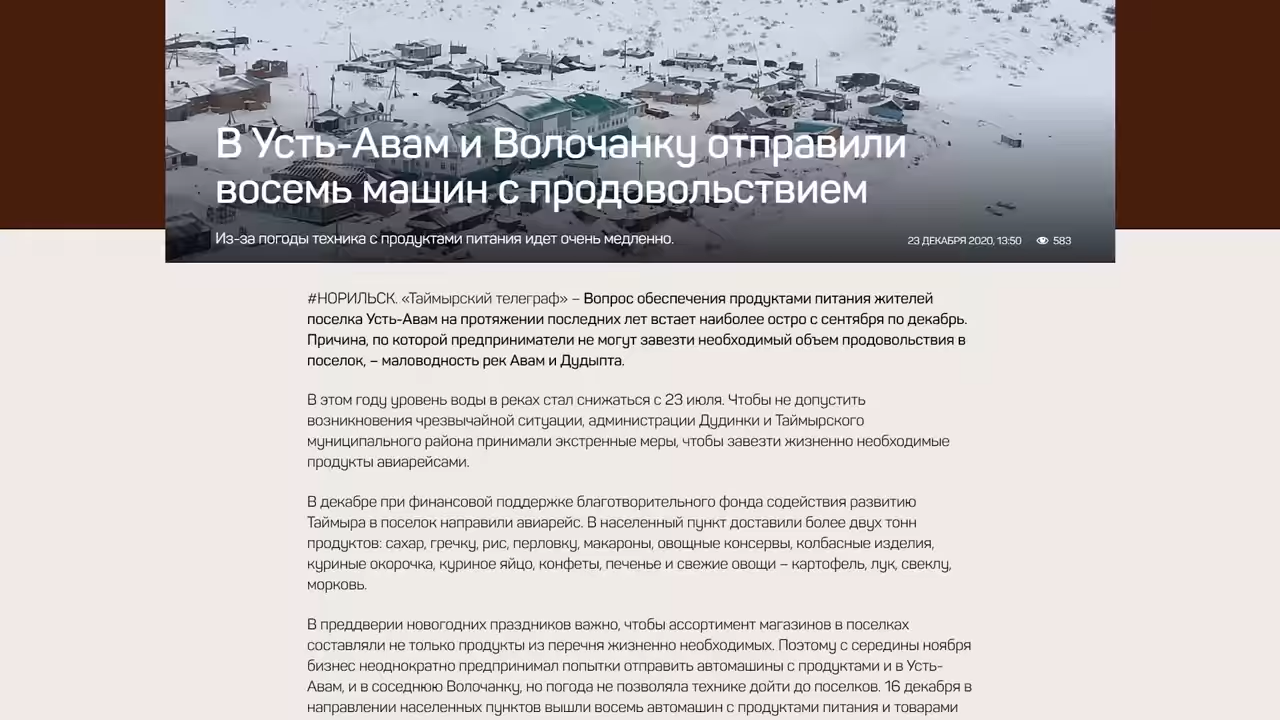 В Усть-Авам и Волочанку отправили
восемь машин с продовольствием
Из-за погоды техника с продуктами питания идет очень медленно.
23 ДЕКАБРЯ 2020, 13:50 583
#НОРИЛЬСК. «Таймырский телеграф» – Вопрос обеспечения продуктами питания жителей
поселка Усть-Авам на протяжении последних лет встает наиболее остро с сентября по декабрь.
Причина, по которой предприниматели не могут завезти необходимый объем продовольствия в
поселок, – маловодность рек Авам и Дудыпта.
В этом году уровень воды в реках стал снижаться с 23 июля. Чтобы не допустить
возникновения чрезвычайной ситуации, администрации Дудинки и Таймырского
муниципального района принимали экстренные меры, чтобы завезти жизненно необходимые
продукты авиарейсами.
В декабре при финансовой поддержке благотворительного фонда содействия развитию
Таймыра в поселок направили авиарейс. В населенный пункт доставили более двух тонн
продуктов: сахар, гречку, рис, перловку, макароны, овощные консервы, колбасные изделия,
куриные окорочка, куриное яйцо, конфеты, печенье и свежие овощи – картофель, лук, свеклу,
морковь.
В преддверии новогодних праздников важно, чтобы ассортимент магазинов в поселках
составляли не только продукты из перечня жизненно необходимых. Поэтому с середины ноября
бизнес неоднократно предпринимал попытки отправить автомашины с продуктами и в Усть-
Авам, и в соседнюю Волочанку, но погода не позволяла технике дойти до поселков. 16 декабря в
направлении населенных пунктов вышли восемь автомашин с продуктами питания и товарами